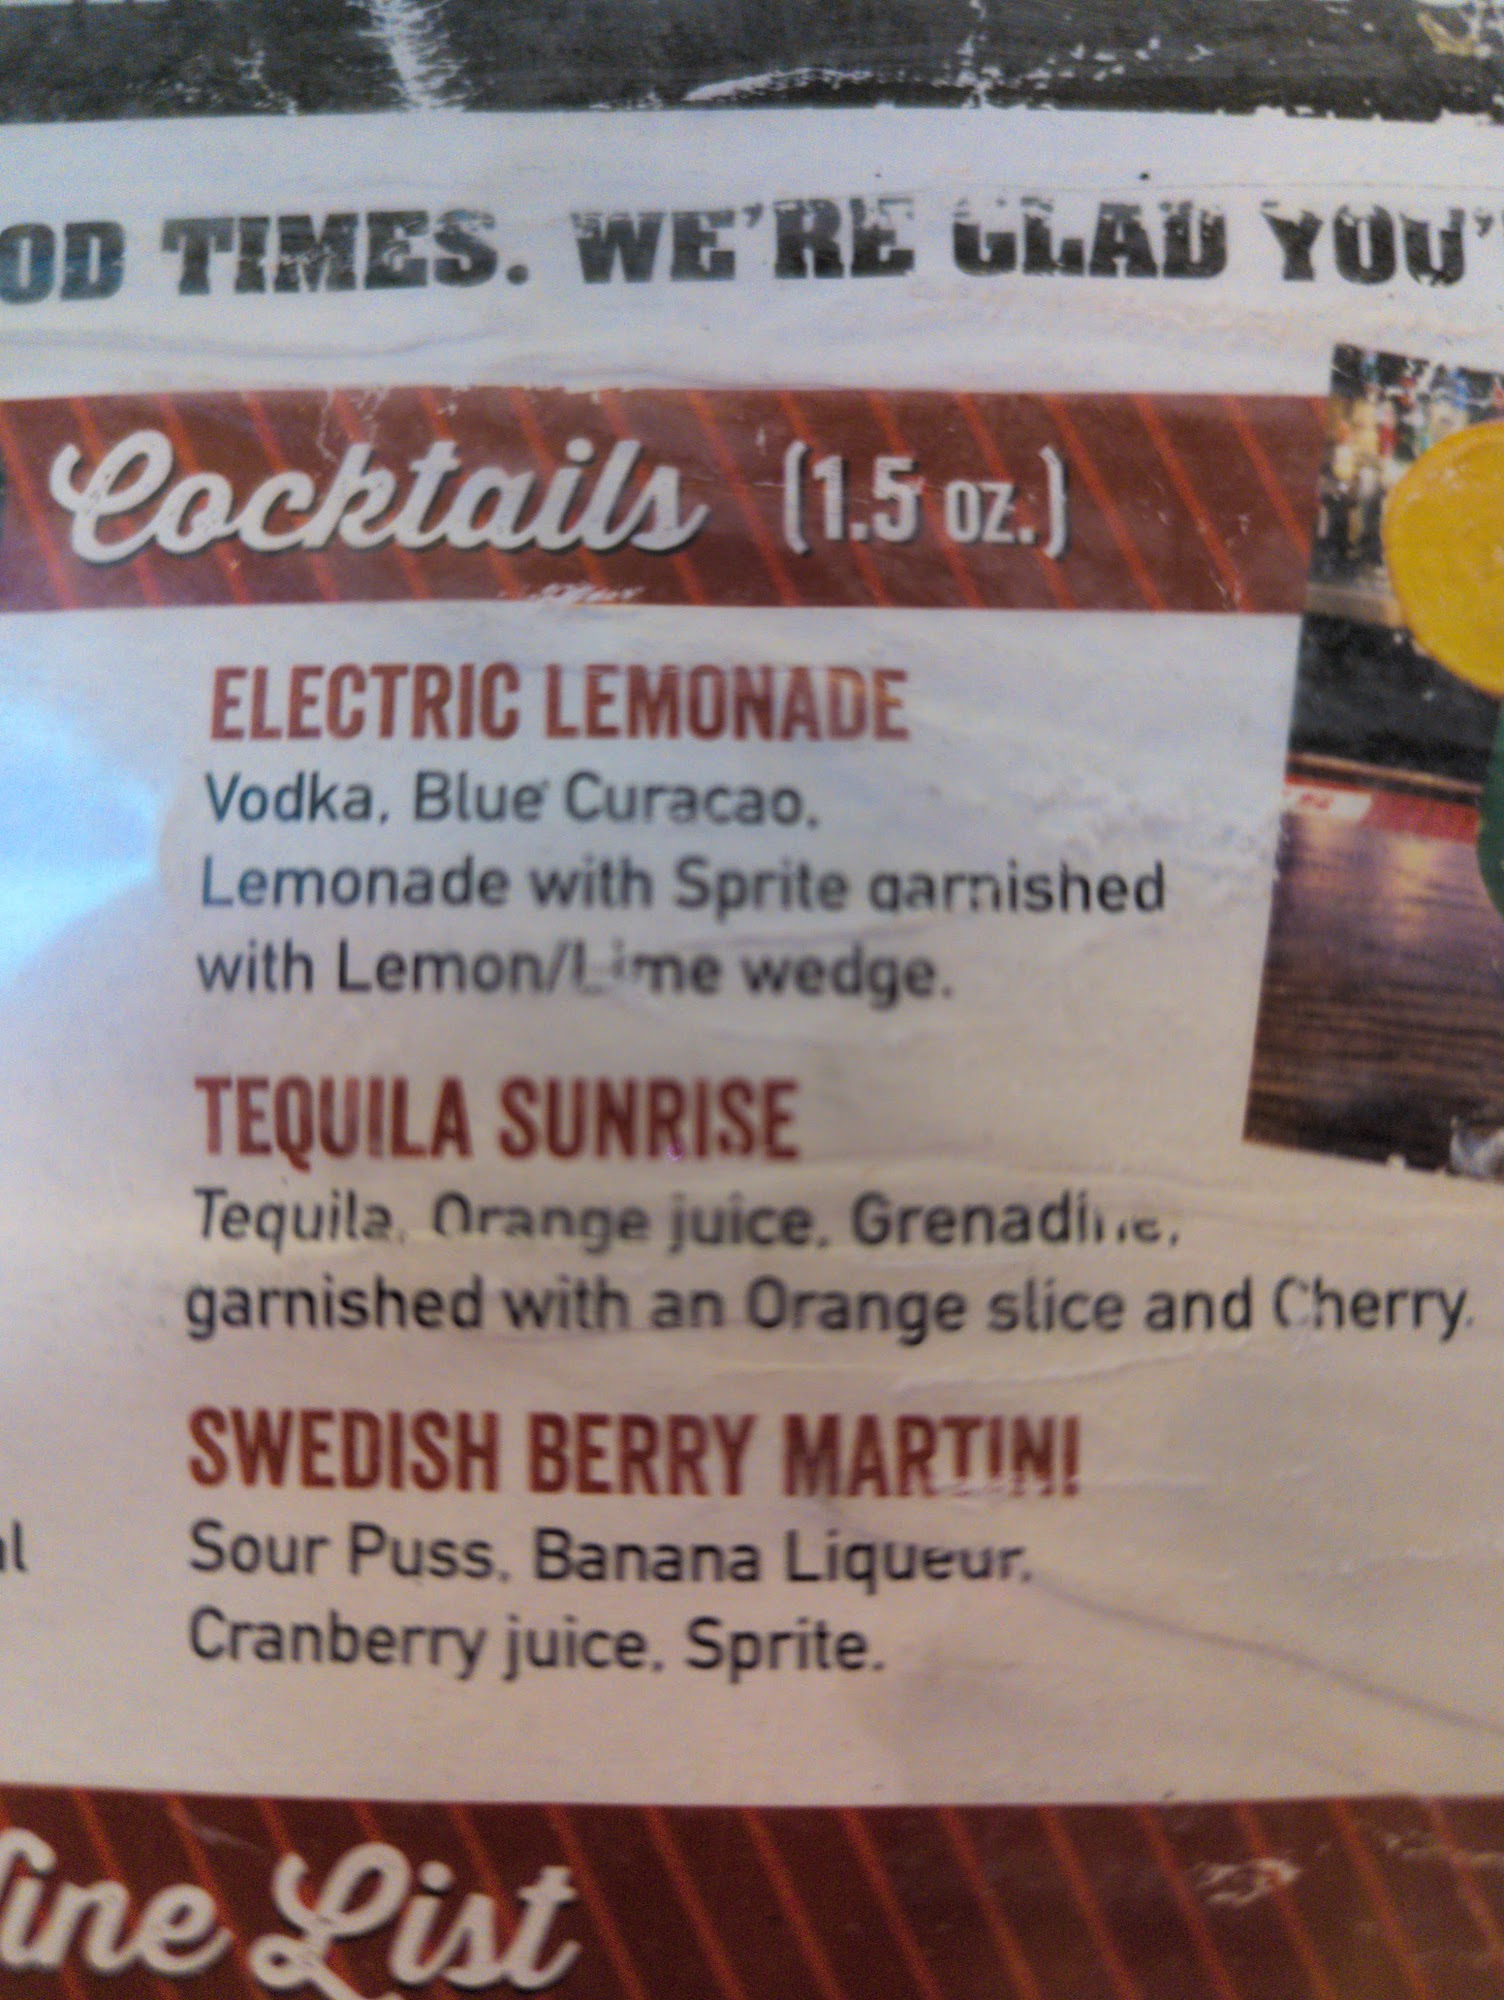 OD TIMES. WE'RE GLAD YOU'
Cocktails (1.5 oz.)
ELECTRIC LEMONADE
Vodka, Blue Curacao,
Lemonade with Sprite garnished
with Lemon/Lime wedge.
TEQUILA SUNRISE
Tequila, Orange juice, Grenadine,
garnished with an Orange slice and Cherry.
SWEDISH BERRY MARTINI
Sour Puss, Banana Liqueur,
al
Cranberry juice, Sprite.
ine List